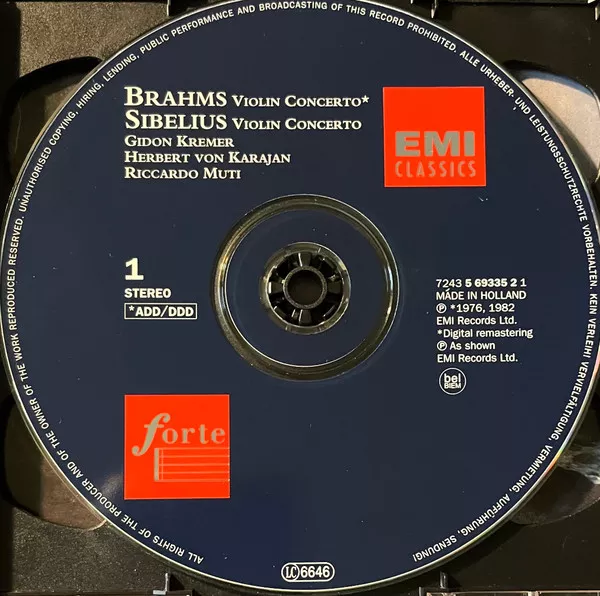 ALL RIGHTS OF THE PRODUCER AND OF THE OWNER OF THE WORK REPRODUCED RESERVED. UNAUTHORISED COPYING, HIRING, LENDING, PUBLIC PERFORMANCE AND BROADCASTING OF THIS RECORD PROHIBITED. ALLE URHEBER- UND LEISTUNGSSCHUTZRECHTE VORBEHALTEN. KEIN VERLEIH! VERVIELFÄLTIGUNG, VERMIETUNG, AUFFÜHRUNG, SENDUNG!
BRAHMS VIOLIN CONCERTO*
SIBELIUS VIOLIN CONCERTO
GIDON KREMER
HERBERT VON KARAJAN
RICCARDO MUTI
EMI
CLASSICS
1
STEREO
*ADD/DDD
7243 5 69335 2 1
MADE IN HOLLAND
℗ *1976, 1982
EMI Records Ltd.
*Digital remastering
℗ As shown
EMI Records Ltd.
bel
BIEM
forte
LC 6646